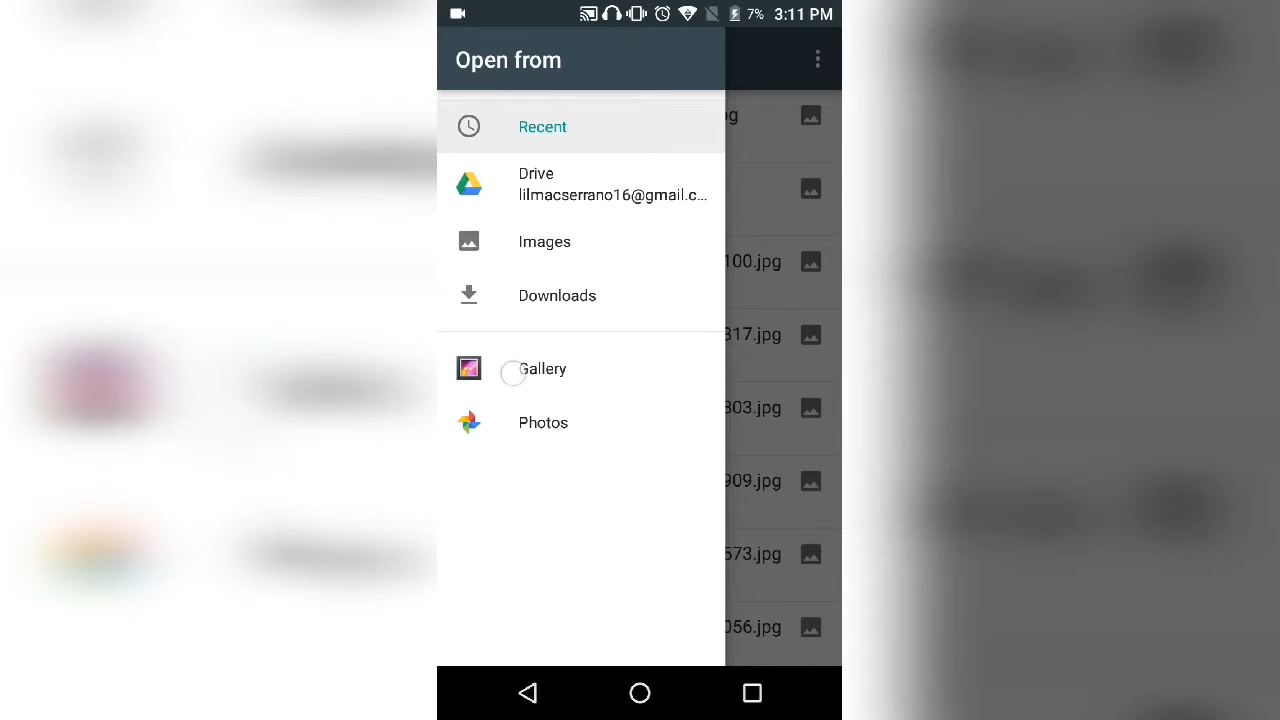 7% 3:11 PM
Open from
Recent
Drive
lilmacserrano16@gmail.c...
Images
Downloads
Gallery
Photos
og
100.jpg
317.jpg
303.jpg
909.jpg
573.jpg
056.jpg